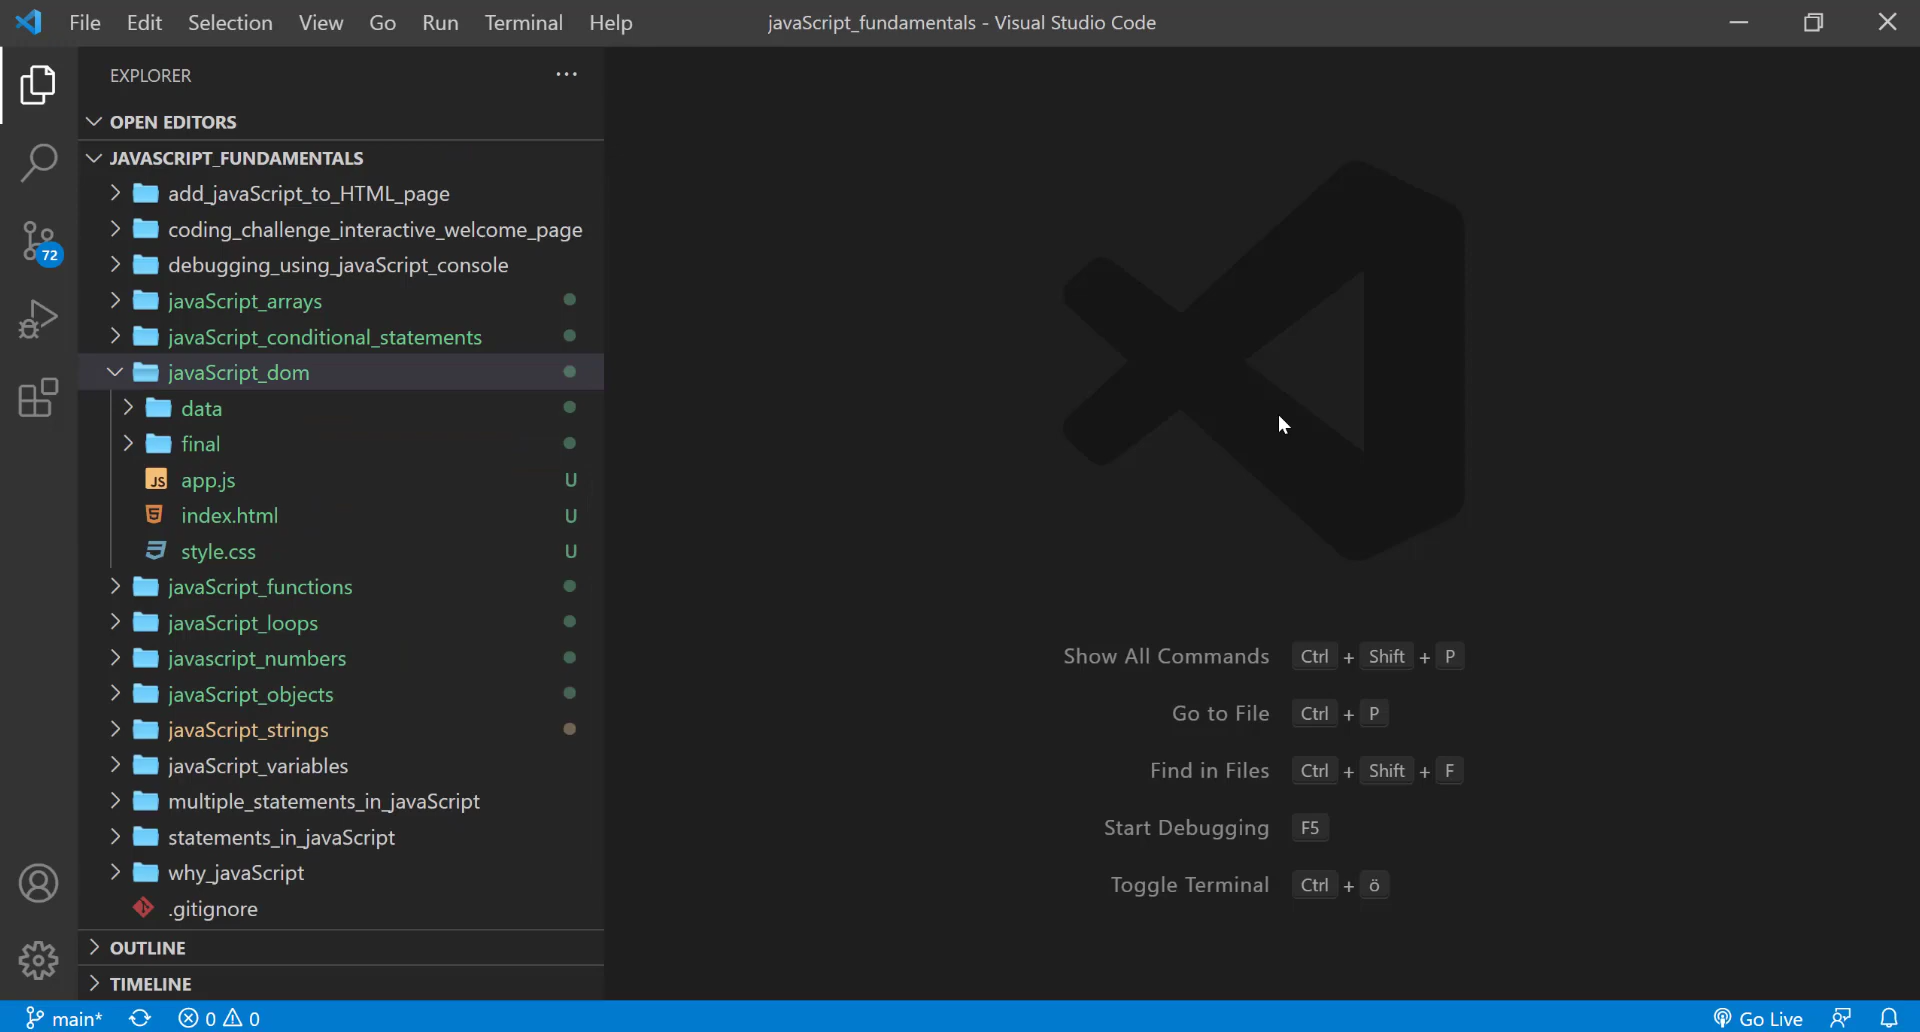 File Edit Selection View Go Run Terminal Help
javaScript_fundamentals - Visual Studio Code
EXPLORER
OPEN EDITORS
JAVASCRIPT_FUNDAMENTALS
add_javaScript_to_HTML_page
coding_challenge_interactive_welcome_page
72
debugging_using_javaScript_console
javaScript_arrays
javaScript_conditional_statements
javaScript_dom
data
final
JS app.js U
index.html U
style.css U
javaScript_functions
javaScript_loops
javascript_numbers
javaScript_objects
javaScript_strings
javaScript_variables
multiple_statements_in_javaScript
statements_in_javaScript
why_javaScript
.gitignore
OUTLINE
TIMELINE
Show All Commands Ctrl + Shift + P
Go to File Ctrl + P
Find in Files Ctrl + Shift + F
Start Debugging F5
Toggle Terminal Ctrl + ö
main* 0 0 Go Live